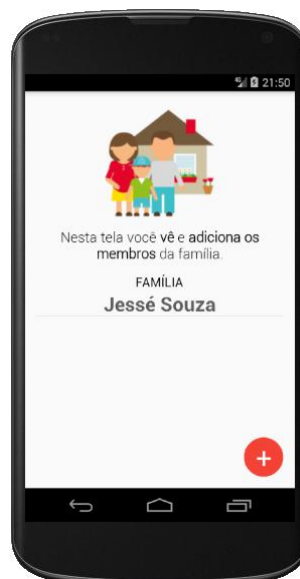 21:50
Nesta tela você vê e adiciona os
membros da família.
FAMÍLIA
Jessé Souza
+